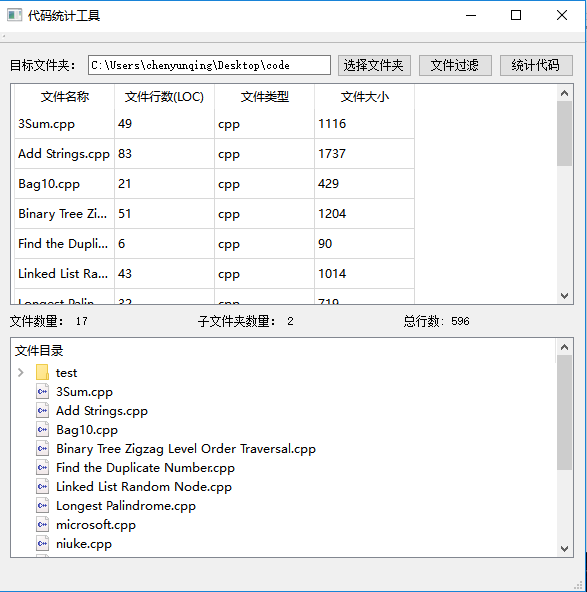 代码统计工具
目标文件夹： C:\Users\chenyunqing\Desktop\code 选择文件夹 文件过滤 统计代码
文件名称 文件行数(LOC) 文件类型 文件大小
3Sum.cpp 49 cpp 1116
Add Strings.cpp 83 cpp 1737
Bag10.cpp 21 cpp 429
Binary Tree Zi... 51 cpp 1204
Find the Dupli... 6 cpp 90
Linked List Ra... 43 cpp 1014
Longest Palin... 32 cpp 719
文件数量： 17 子文件夹数量： 2 总行数: 596
文件目录
test
3Sum.cpp
Add Strings.cpp
Bag10.cpp
Binary Tree Zigzag Level Order Traversal.cpp
Find the Duplicate Number.cpp
Linked List Random Node.cpp
Longest Palindrome.cpp
microsoft.cpp
niuke.cpp